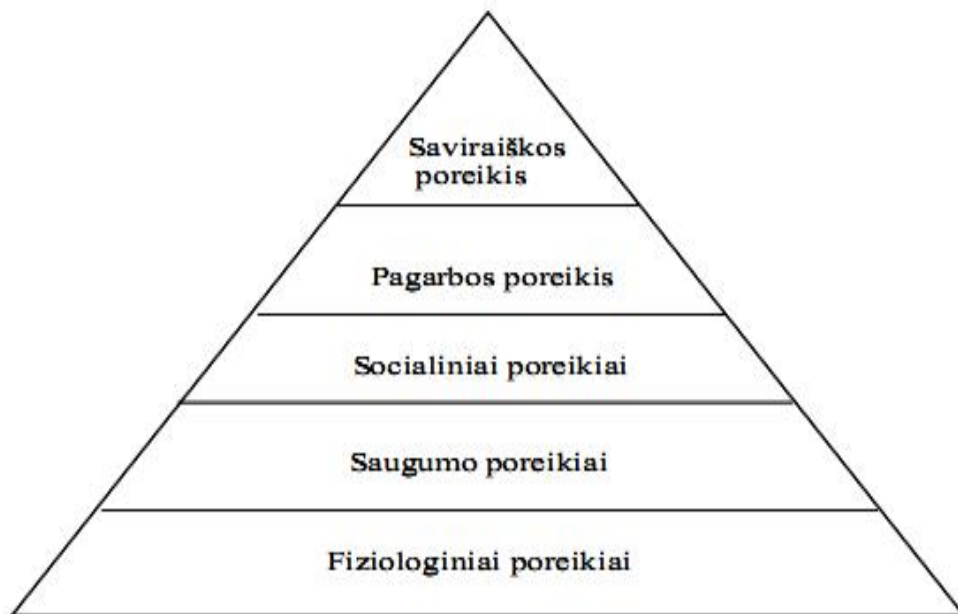 Saviraiškos
poreikis
Pagarbos poreikis
Socialiniai poreikiai
Saugumo poreikiai
Fiziologiniai poreikiai